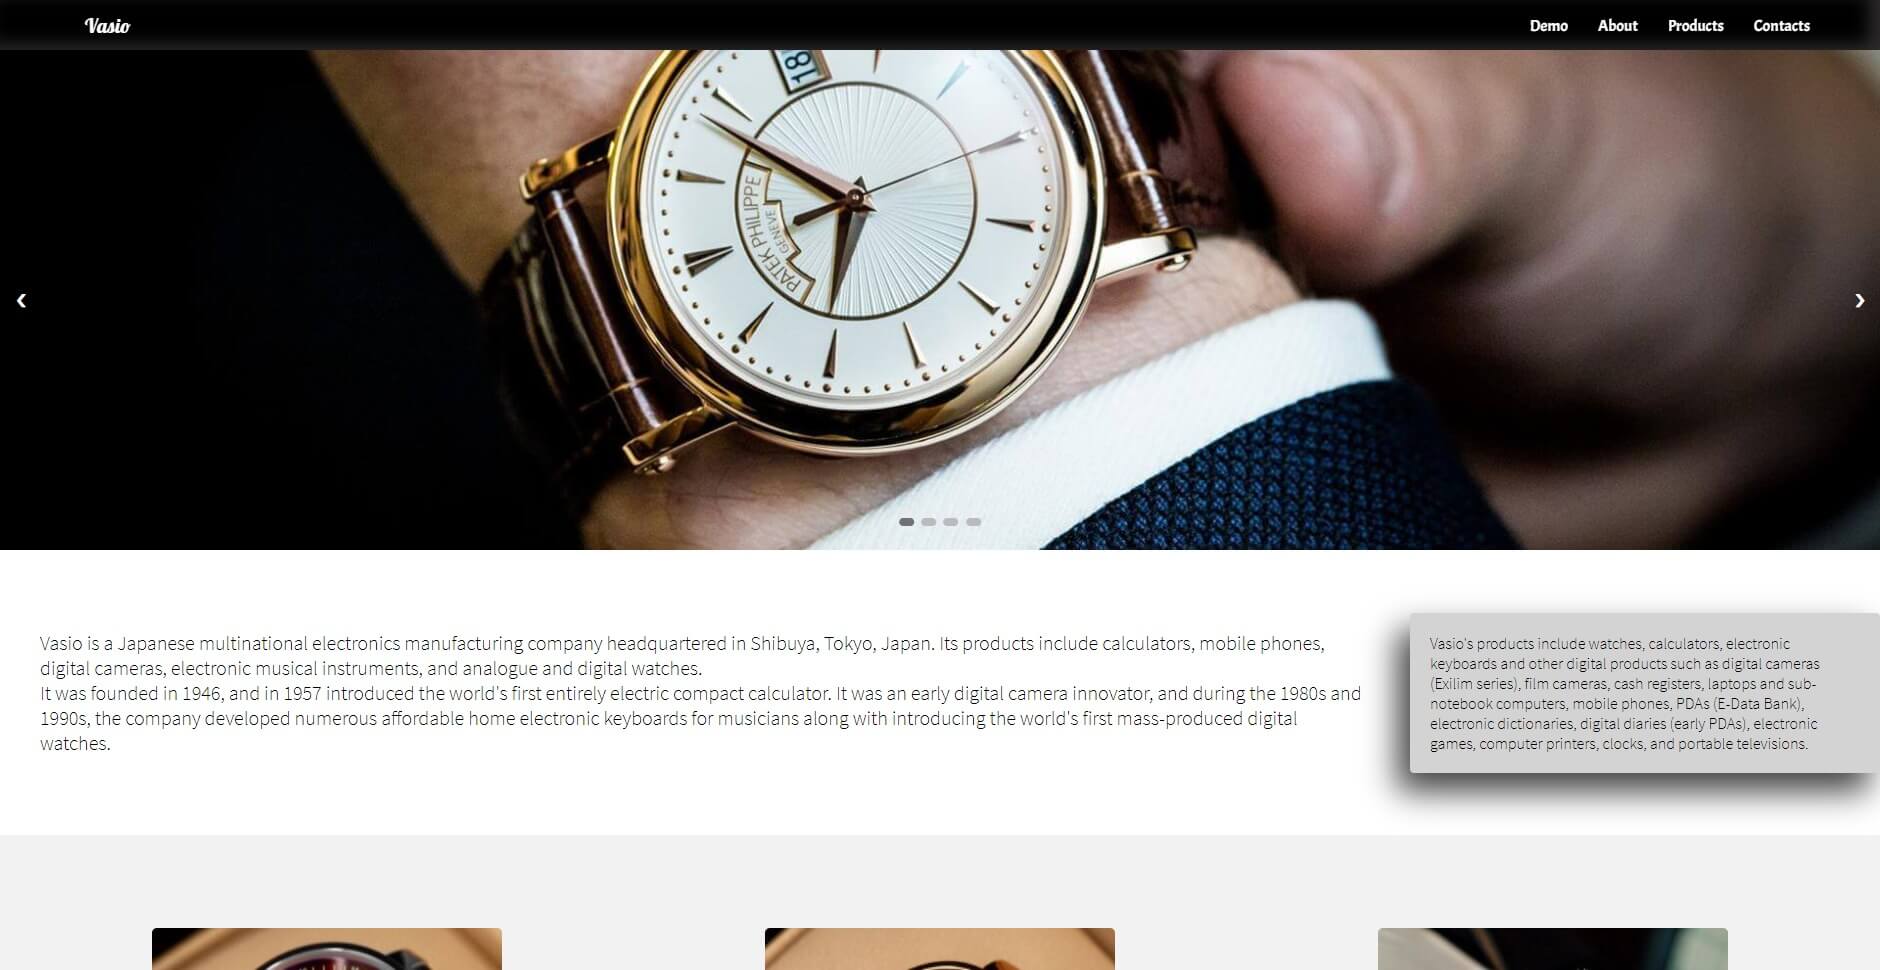 Vasio
Demo About Products Contacts
18
PATEK PHILIPPE
GENEVE
‹ ›
Vasio is a Japanese multinational electronics manufacturing company headquartered in Shibuya, Tokyo, Japan. Its products include calculators, mobile phones,
digital cameras, electronic musical instruments, and analogue and digital watches.
It was founded in 1946, and in 1957 introduced the world's first entirely electric compact calculator. It was an early digital camera innovator, and during the 1980s and
1990s, the company developed numerous affordable home electronic keyboards for musicians along with introducing the world's first mass-produced digital
watches.
Vasio's products include watches, calculators, electronic
keyboards and other digital products such as digital cameras
(Exilim series), film cameras, cash registers, laptops and sub-
notebook computers, mobile phones, PDAs (E-Data Bank),
electronic dictionaries, digital diaries (early PDAs), electronic
games, computer printers, clocks, and portable televisions.